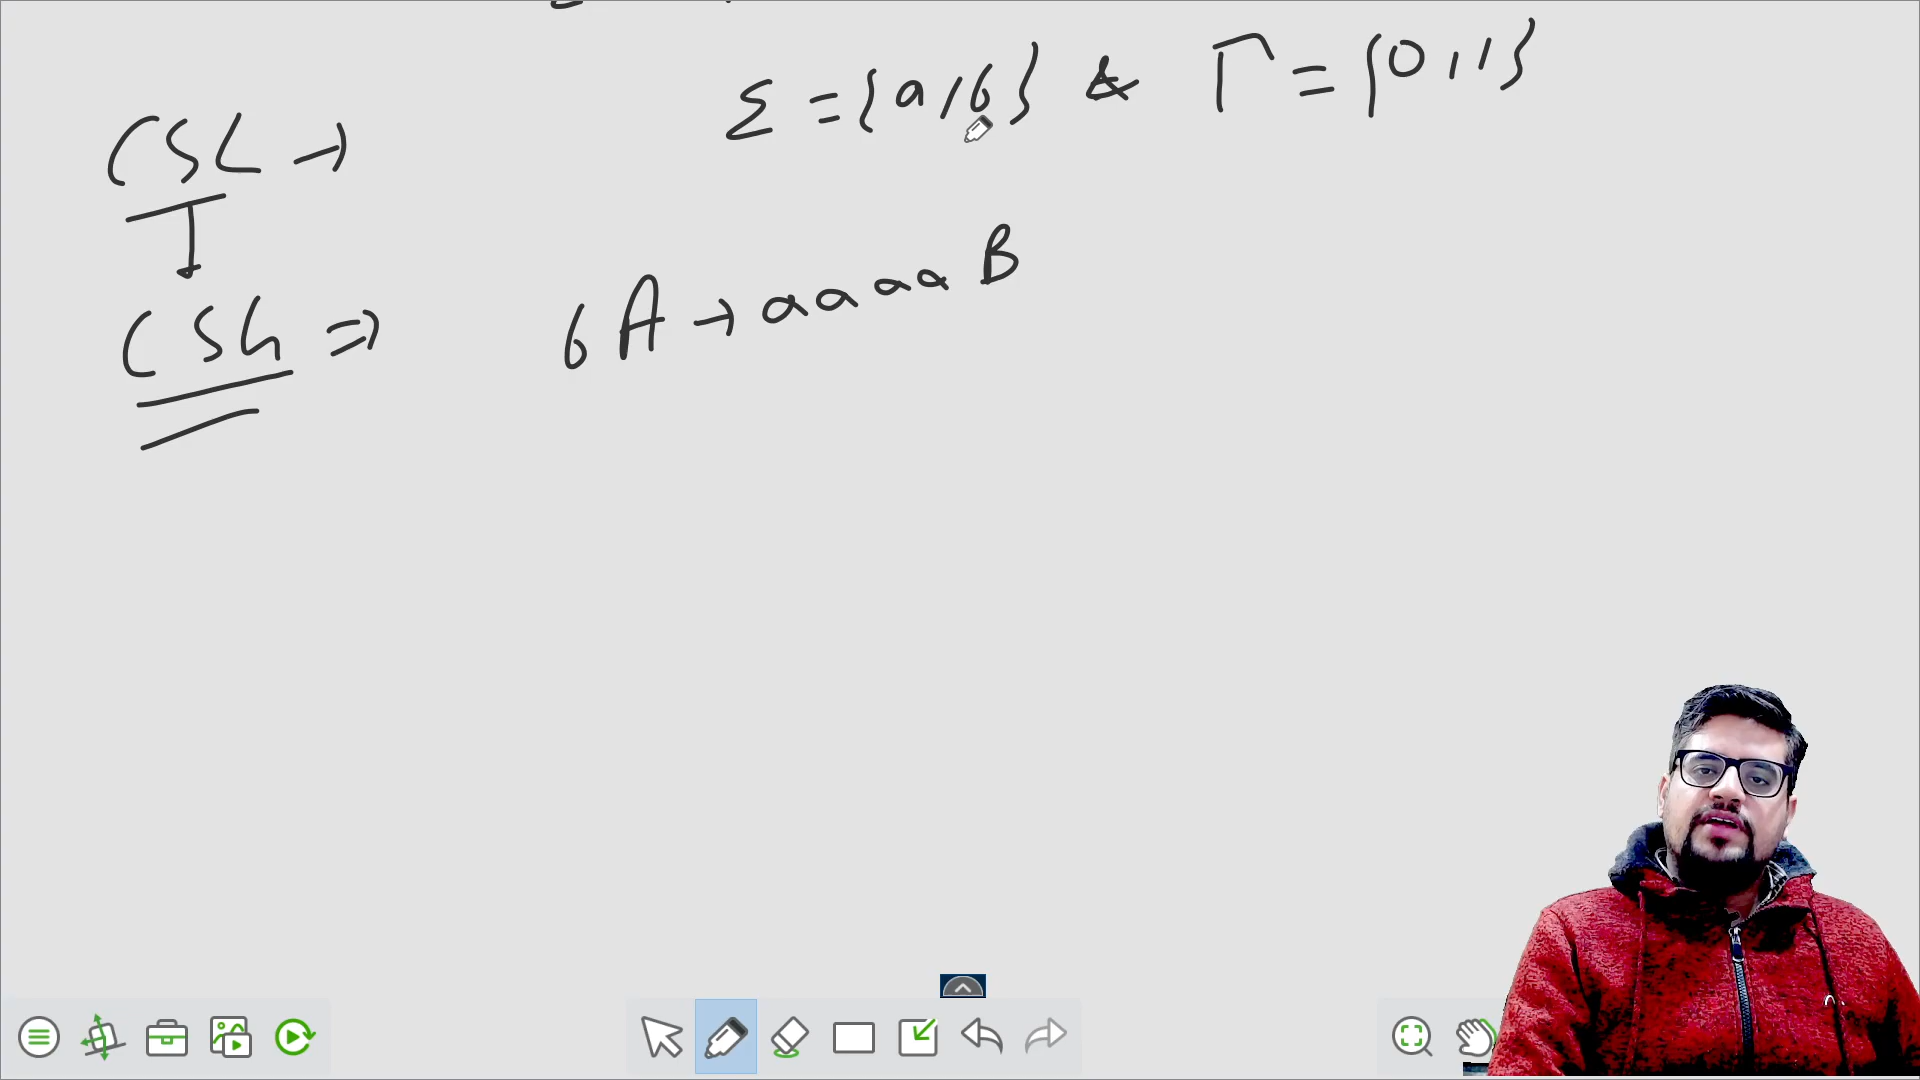 Σ = {a, b} & Γ = {0, 1}
CSL →
CSG ⇒ bA → aaaaB